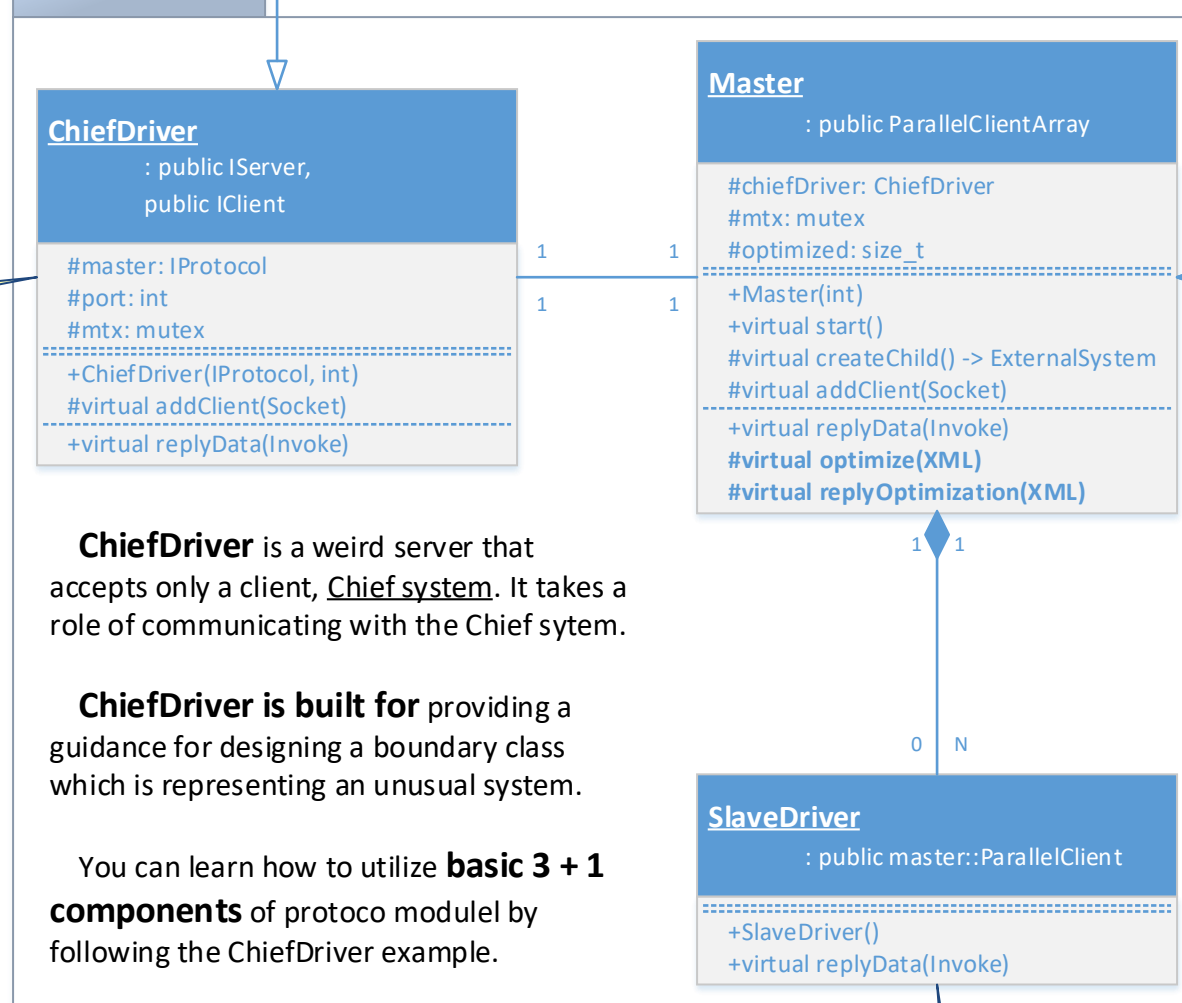 ChiefDriver
: public IServer,
public IClient
#master: IProtocol
#port: int
#mtx: mutex
+ChiefDriver(IProtocol, int)
#virtual addClient(Socket)
+virtual replyData(Invoke)
1 1
1 1
Master
: public ParallelClientArray
#chiefDriver: ChiefDriver
#mtx: mutex
#optimized: size_t
+Master(int)
+virtual start()
#virtual createChild() -> ExternalSystem
#virtual addClient(Socket)
+virtual replyData(Invoke)
#virtual optimize(XML)
#virtual replyOptimization(XML)
1 1
0 N
ChiefDriver is a weird server that
accepts only a client, Chief system. It takes a
role of communicating with the Chief sytem.
ChiefDriver is built for providing a
guidance for designing a boundary class
which is representing an unusual system.
You can learn how to utilize basic 3 + 1
components of protoco modulel by
following the ChiefDriver example.
SlaveDriver
: public master::ParallelClient
+SlaveDriver()
+virtual replyData(Invoke)